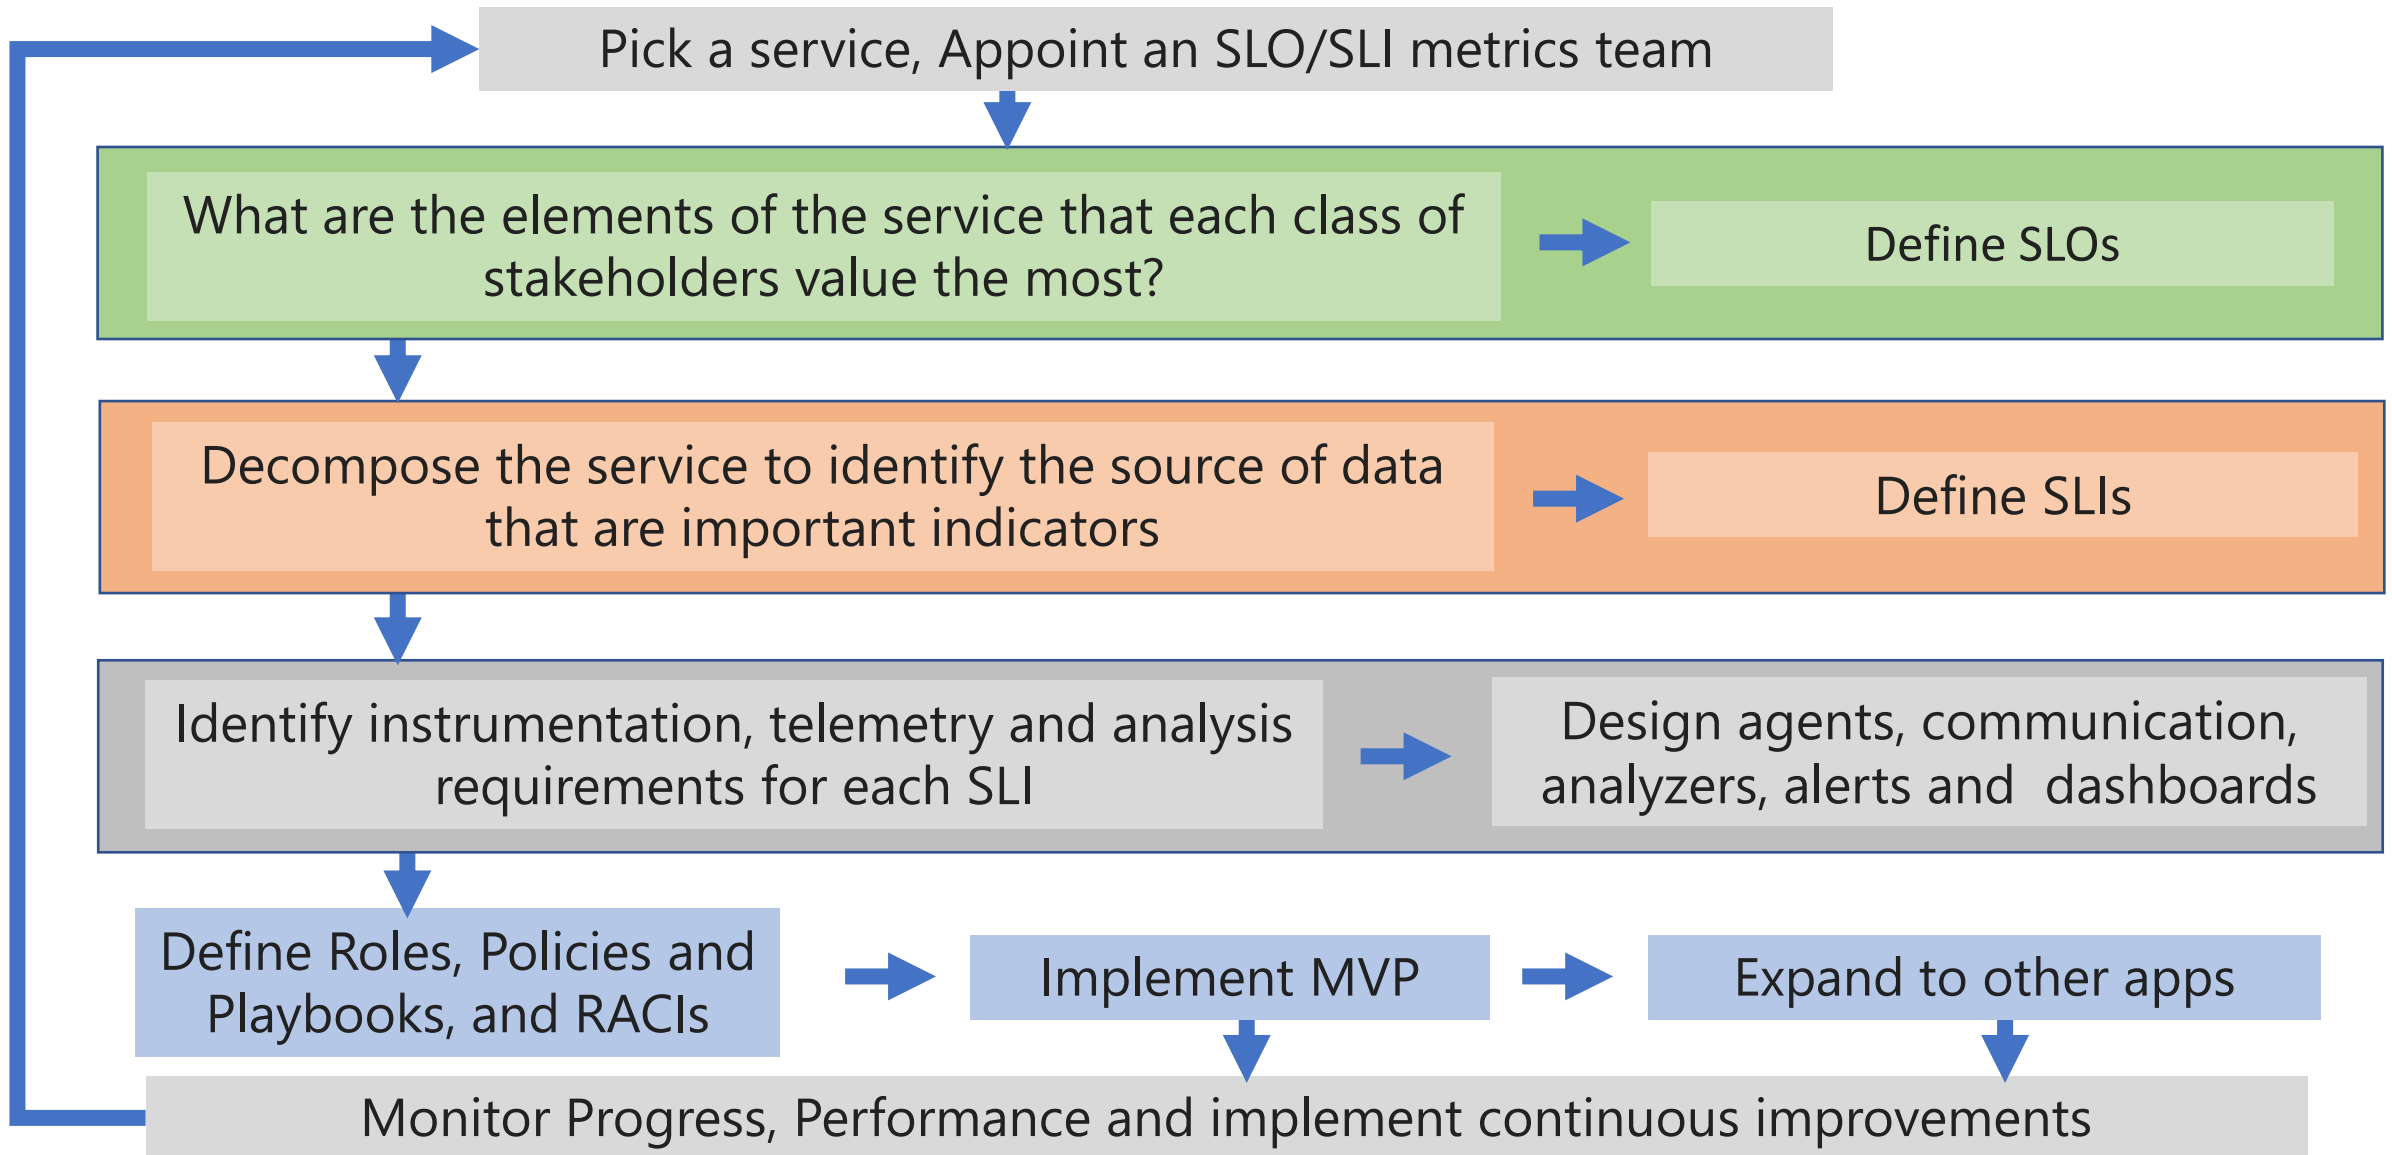 Pick a service, Appoint an SLO/SLI metrics team
What are the elements of the service that each class of
stakeholders value the most?
Define SLOs
Decompose the service to identify the source of data
that are important indicators
Define SLIs
Identify instrumentation, telemetry and analysis
requirements for each SLI
Design agents, communication,
analyzers, alerts and  dashboards
Define Roles, Policies and
Playbooks, and RACIs
Implement MVP
Expand to other apps
Monitor Progress, Performance and implement continuous improvements